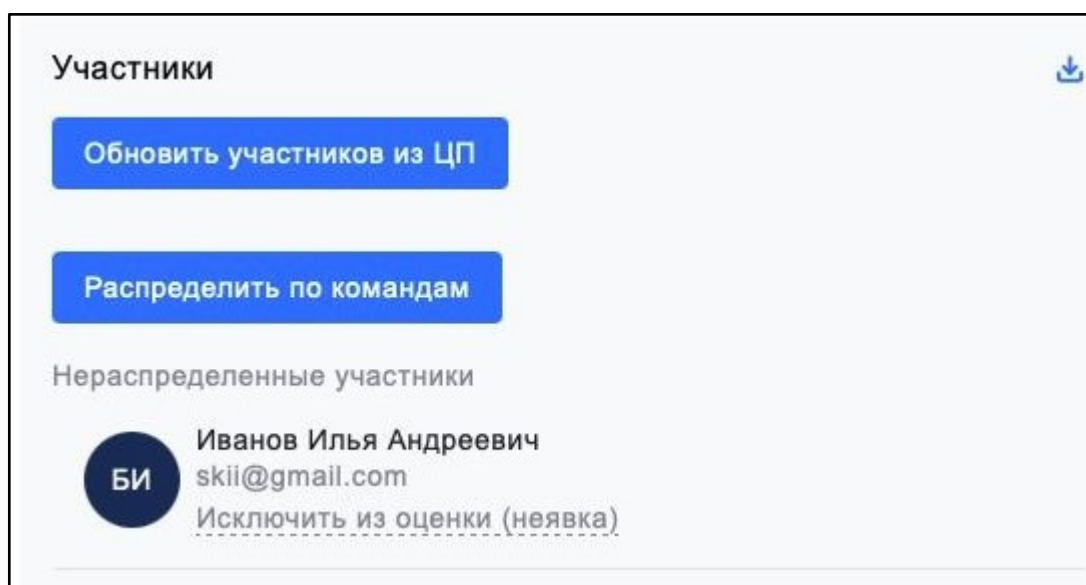 Участники
Обновить участников из ЦП
Распределить по командам
Нераспределенные участники
Иванов Илья Андреевич
БИ
skii@gmail.com
Исключить из оценки (неявка)